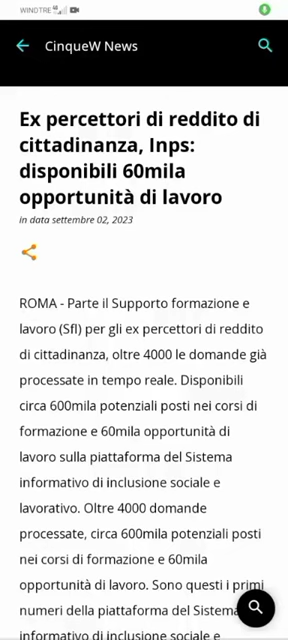 WINDTRE
CinqueW News
Ex percettori di reddito di
cittadinanza, Inps:
disponibili 60mila
opportunità di lavoro
in data settembre 02, 2023
ROMA - Parte il Supporto formazione e
lavoro (Sfl) per gli ex percettori di reddito
di cittadinanza, oltre 4000 le domande già
processate in tempo reale. Disponibili
circa 600mila potenziali posti nei corsi di
formazione e 60mila opportunità di
lavoro sulla piattaforma del Sistema
informativo di inclusione sociale e
lavorativo. Oltre 4000 domande
processate, circa 600mila potenziali posti
nei corsi di formazione e 60mila
opportunità di lavoro. Sono questi i primi
numeri della piattaforma del Sistema
informativo di inclusione sociale e